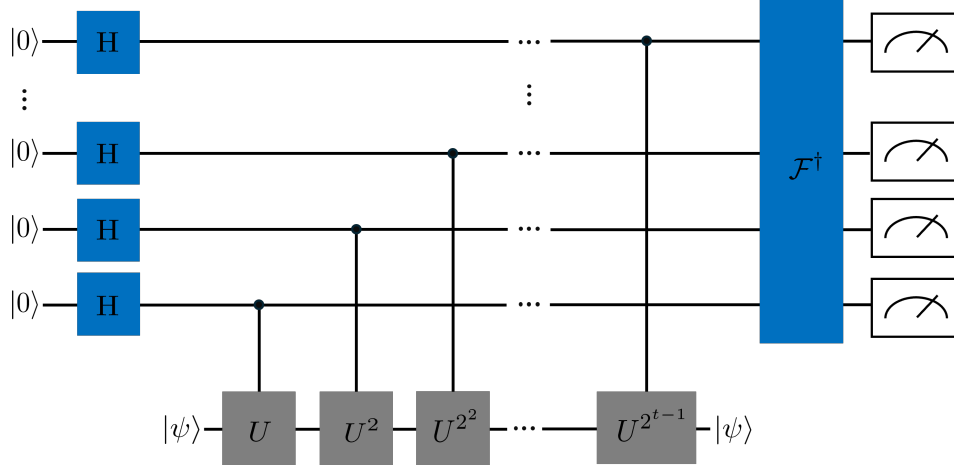 |0⟩ H ...
⋮ ⋮
|0⟩ H ... ℱ†
|0⟩ H ...
|0⟩ H ...
|ψ⟩ U U² U^{2²} ... U^{2^{t−1}} |ψ⟩